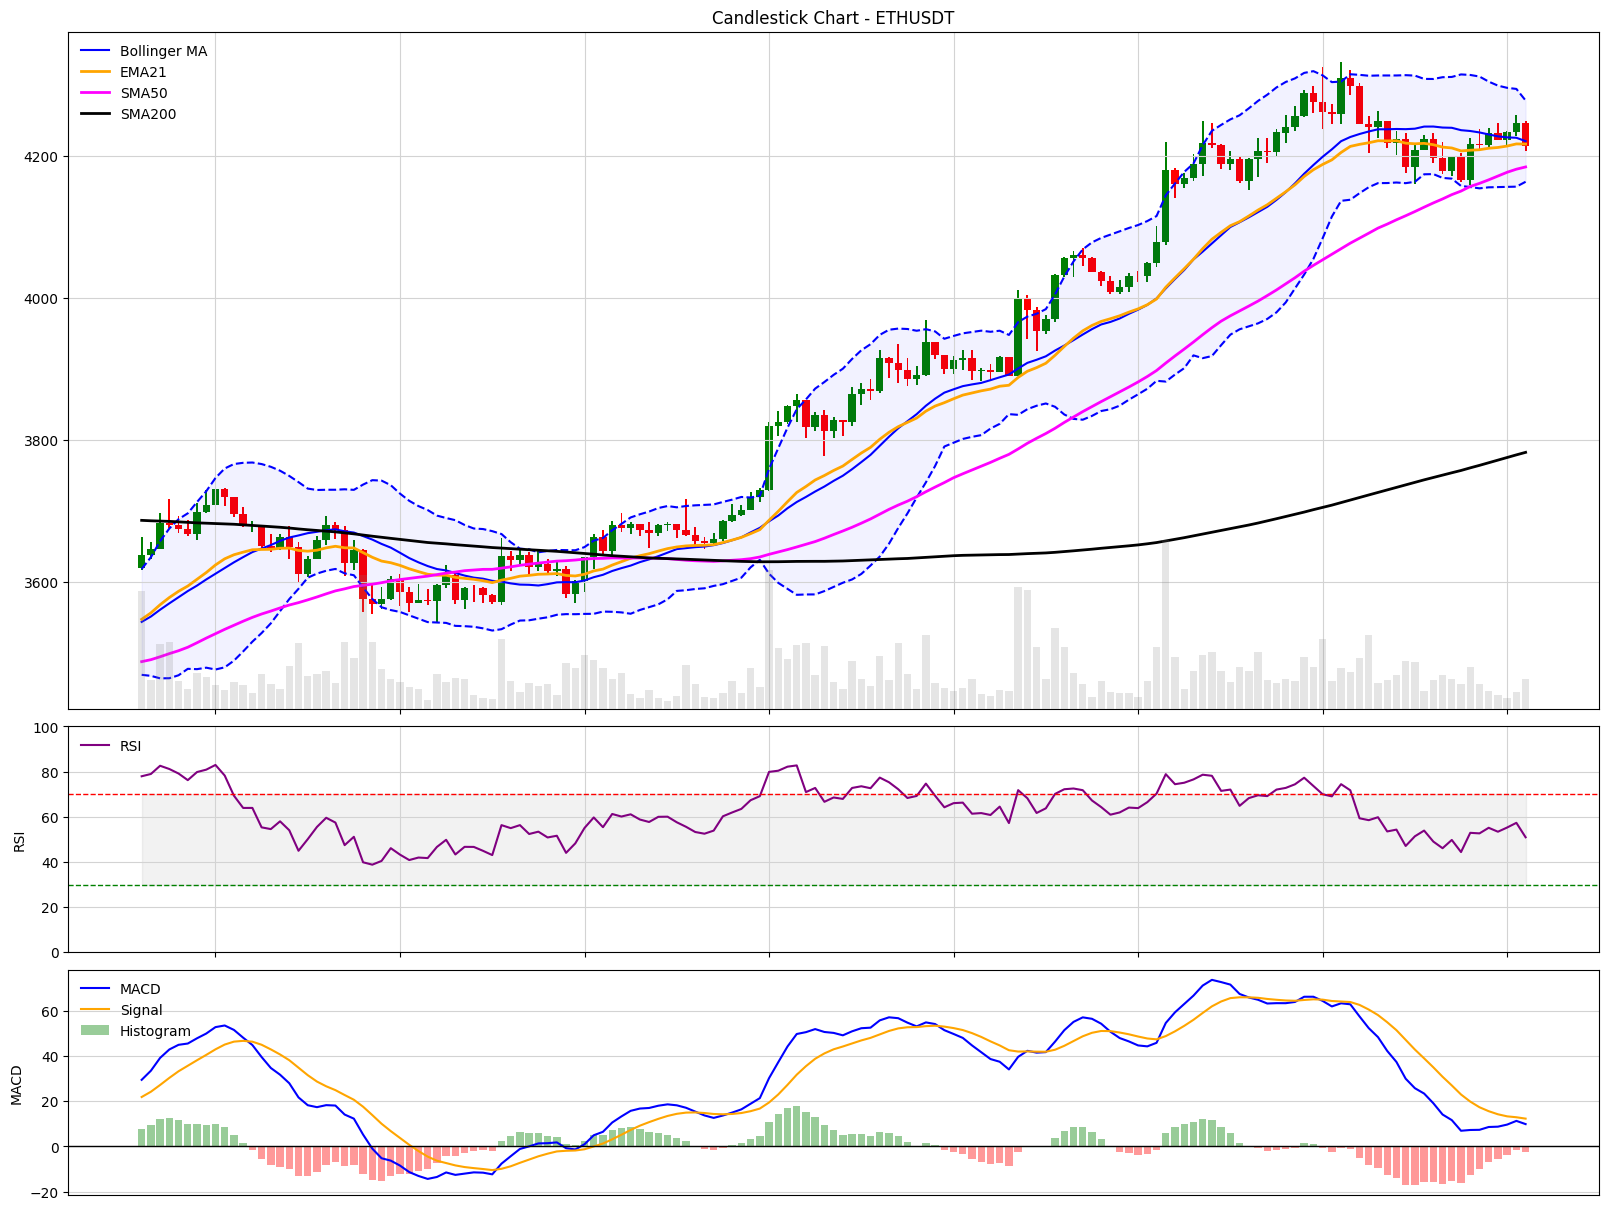 Candlestick Chart - ETHUSDT
Bollinger MA
EMA21
SMA50
SMA200
4200
4000
3800
3600
100
80
60
40
20
0
RSI
RSI
60
40
20
0
−20
MACD
MACD
Signal
Histogram